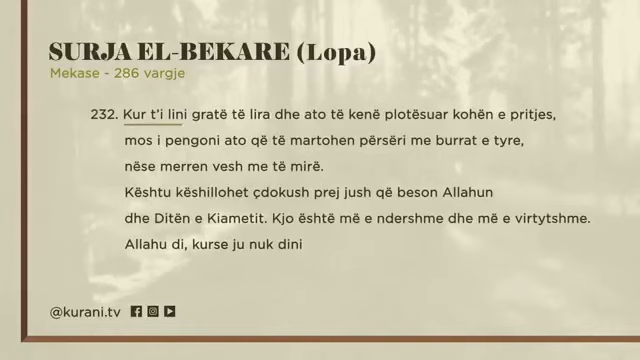 SURJA EL-BEKARE (Lopa)
Mekase - 286 vargje
232. Kur t'i lini gratë të lira dhe ato të kenë plotësuar kohën e pritjes,
mos i pengoni ato që të martohen përsëri me burrat e tyre,
nëse merren vesh me të mirë.
Kështu këshillohet çdokush prej jush që beson Allahun
dhe Ditën e Kiametit. Kjo është më e ndershme dhe më e virtytshme.
Allahu di, kurse ju nuk dini
@kurani.tv